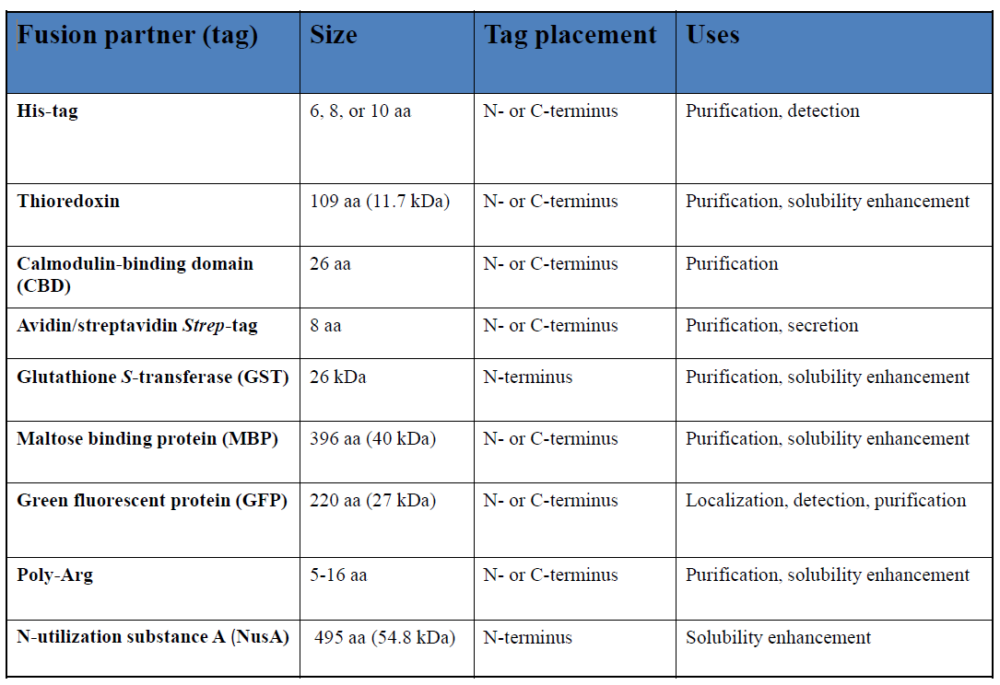 Fusion partner (tag) Size Tag placement Uses
His-tag 6, 8, or 10 aa N- or C-terminus Purification, detection
Thioredoxin 109 aa (11.7 kDa) N- or C-terminus Purification, solubility enhancement
Calmodulin-binding domain 26 aa N- or C-terminus Purification
(CBD)
Avidin/streptavidin Strep-tag 8 aa N- or C-terminus Purification, secretion
Glutathione S-transferase (GST) 26 kDa N-terminus Purification, solubility enhancement
Maltose binding protein (MBP) 396 aa (40 kDa) N- or C-terminus Purification, solubility enhancement
Green fluorescent protein (GFP) 220 aa (27 kDa) N- or C-terminus Localization, detection, purification
Poly-Arg 5-16 aa N- or C-terminus Purification, solubility enhancement
N-utilization substance A (NusA) 495 aa (54.8 kDa) N-terminus Solubility enhancement